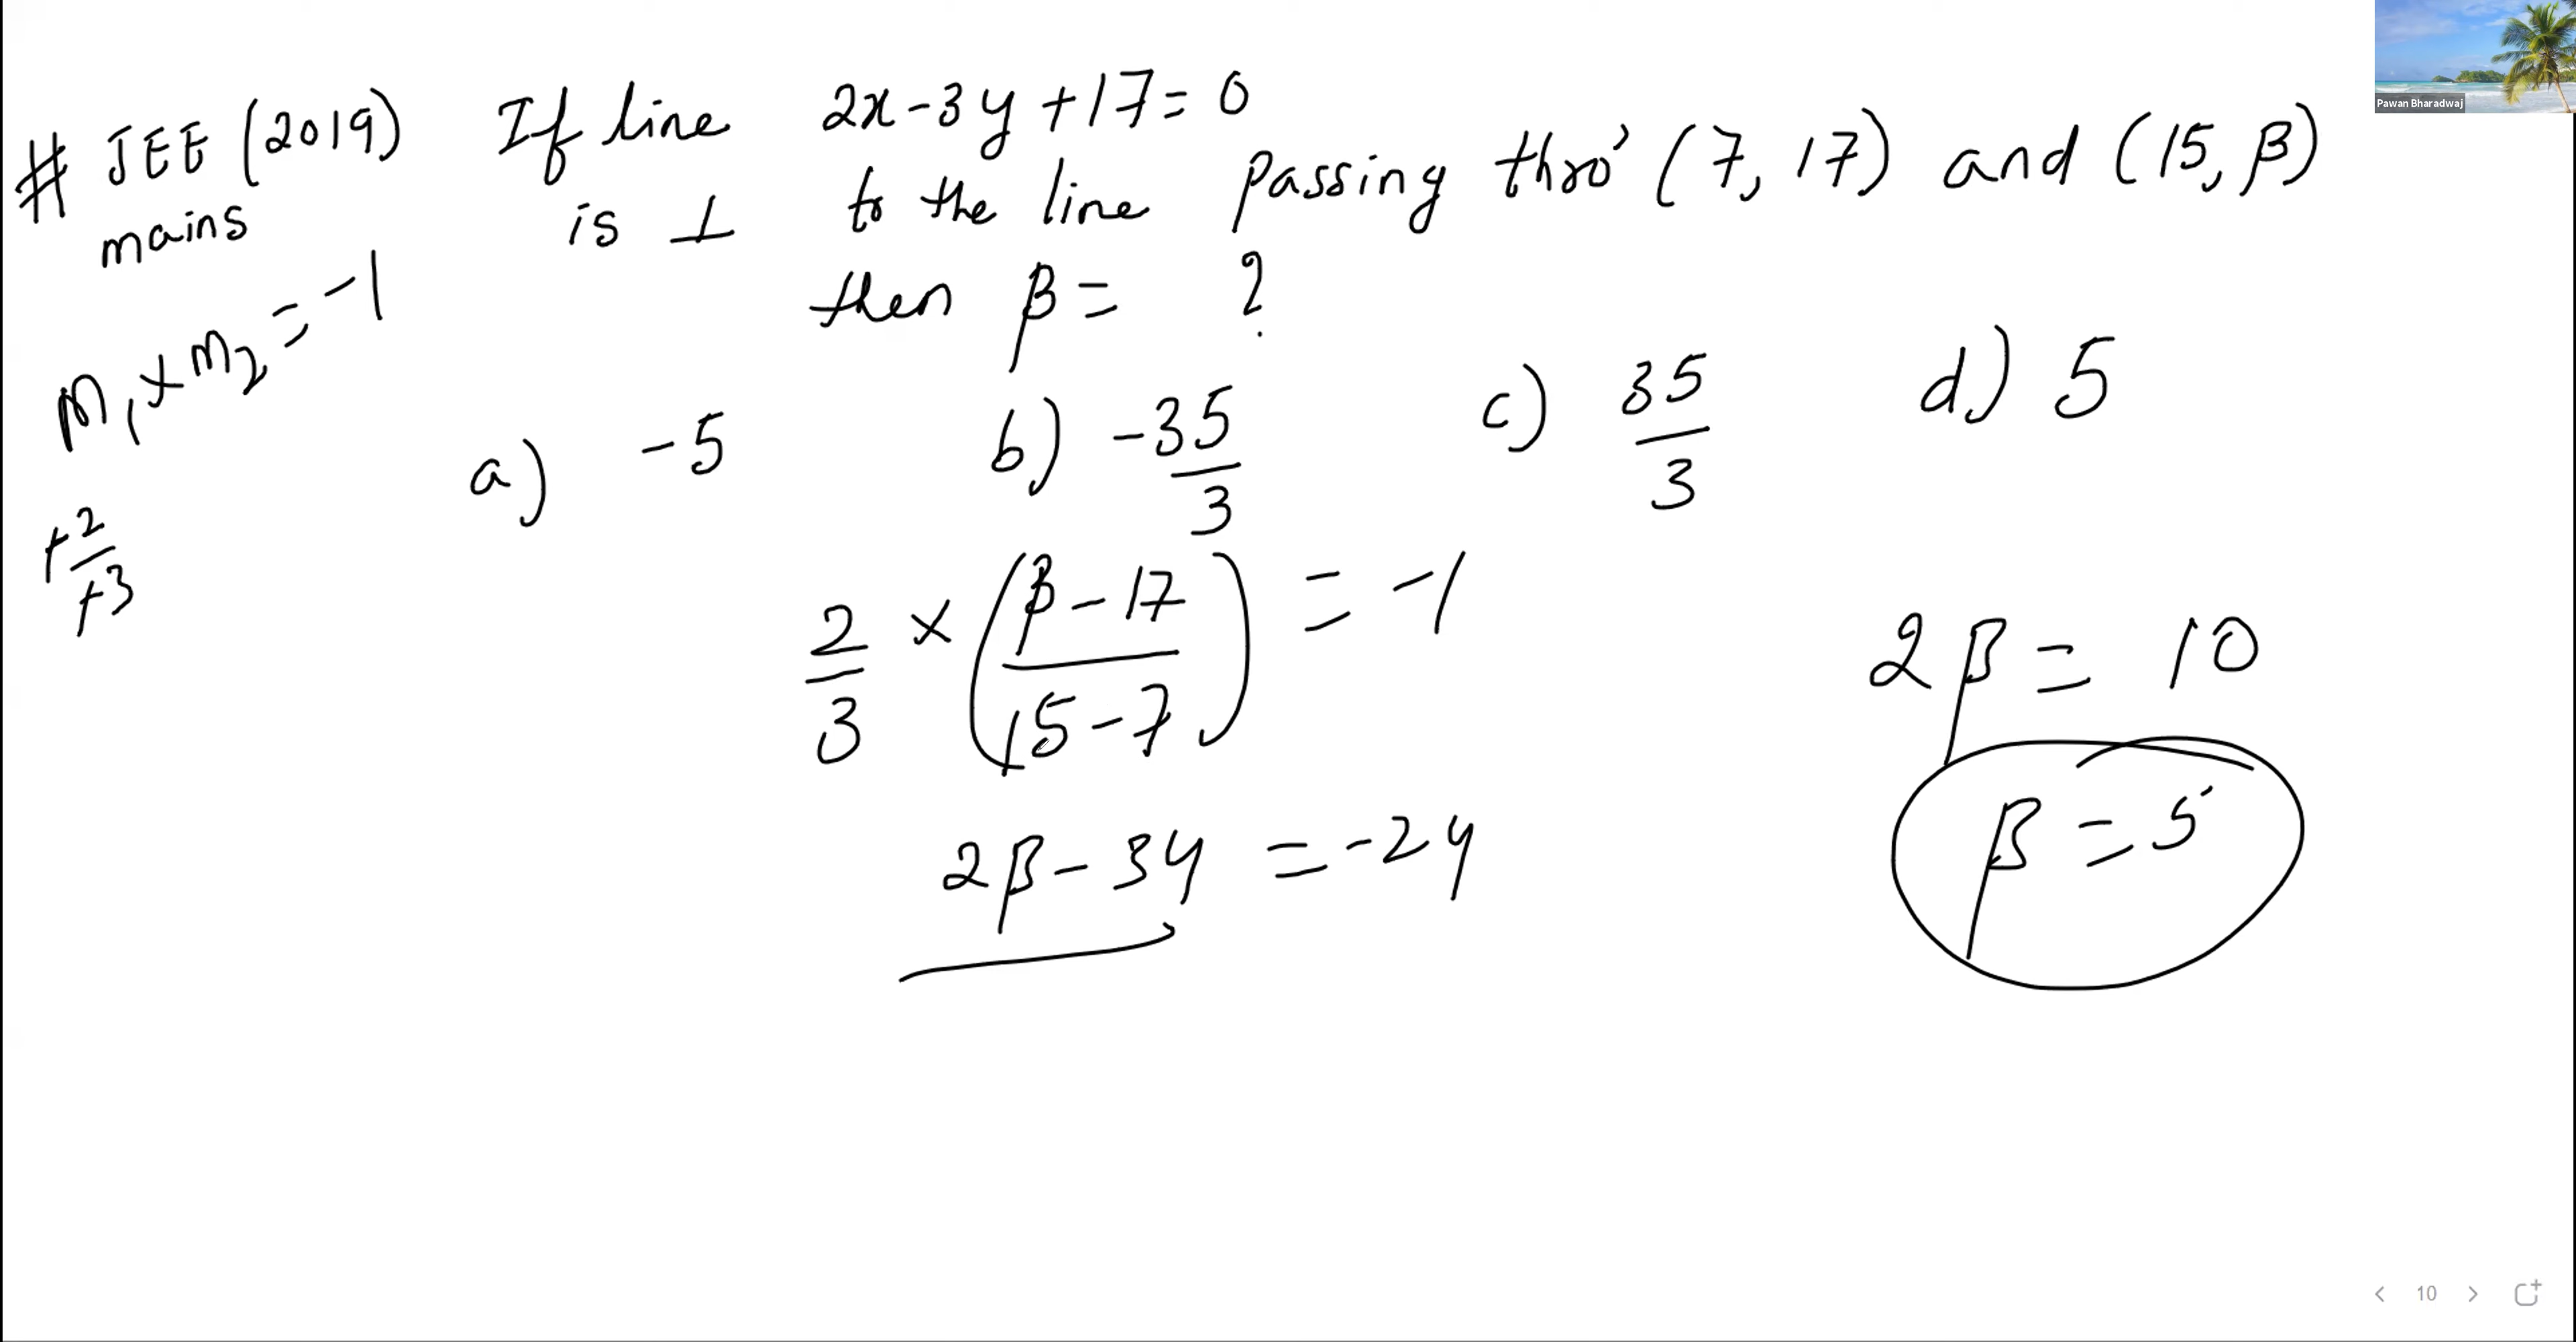 # JEE (2019) If line 2x-3y+17=0
mains is ⊥ to the line passing thro' (7, 17) and (15, β)
then β = ?
m₁ × m₂ = -1
a) -5 b) -35/3 c) 35/3 d) 5
+2/+3
2/3 × (β-17/15-7) = -1
2β - 34 = -24
2β = 10
β = 5
Pawan Bharadwaj
< 10 >